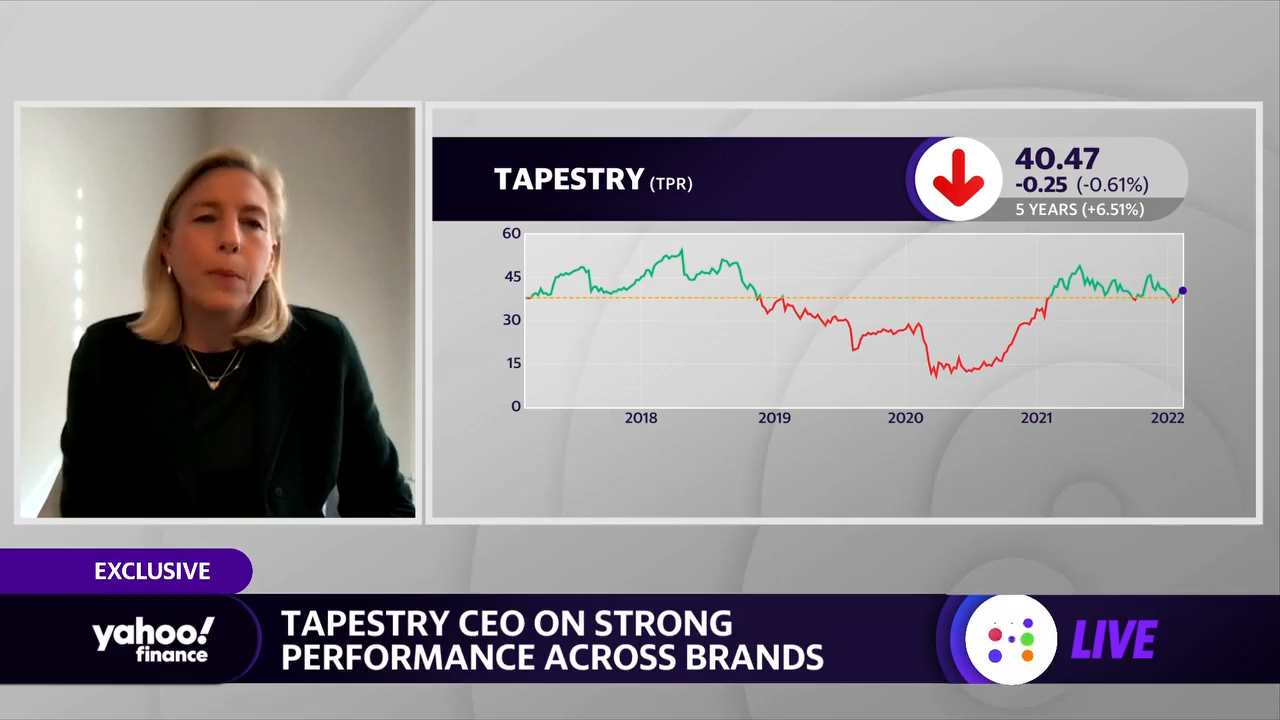 TAPESTRY (TPR)
40.47
-0.25 (-0.61%)
5 YEARS (+6.51%)
60
45
30
15
0
2018 2019 2020 2021 2022
EXCLUSIVE
yahoo!
finance
TAPESTRY CEO ON STRONG
PERFORMANCE ACROSS BRANDS
LIVE